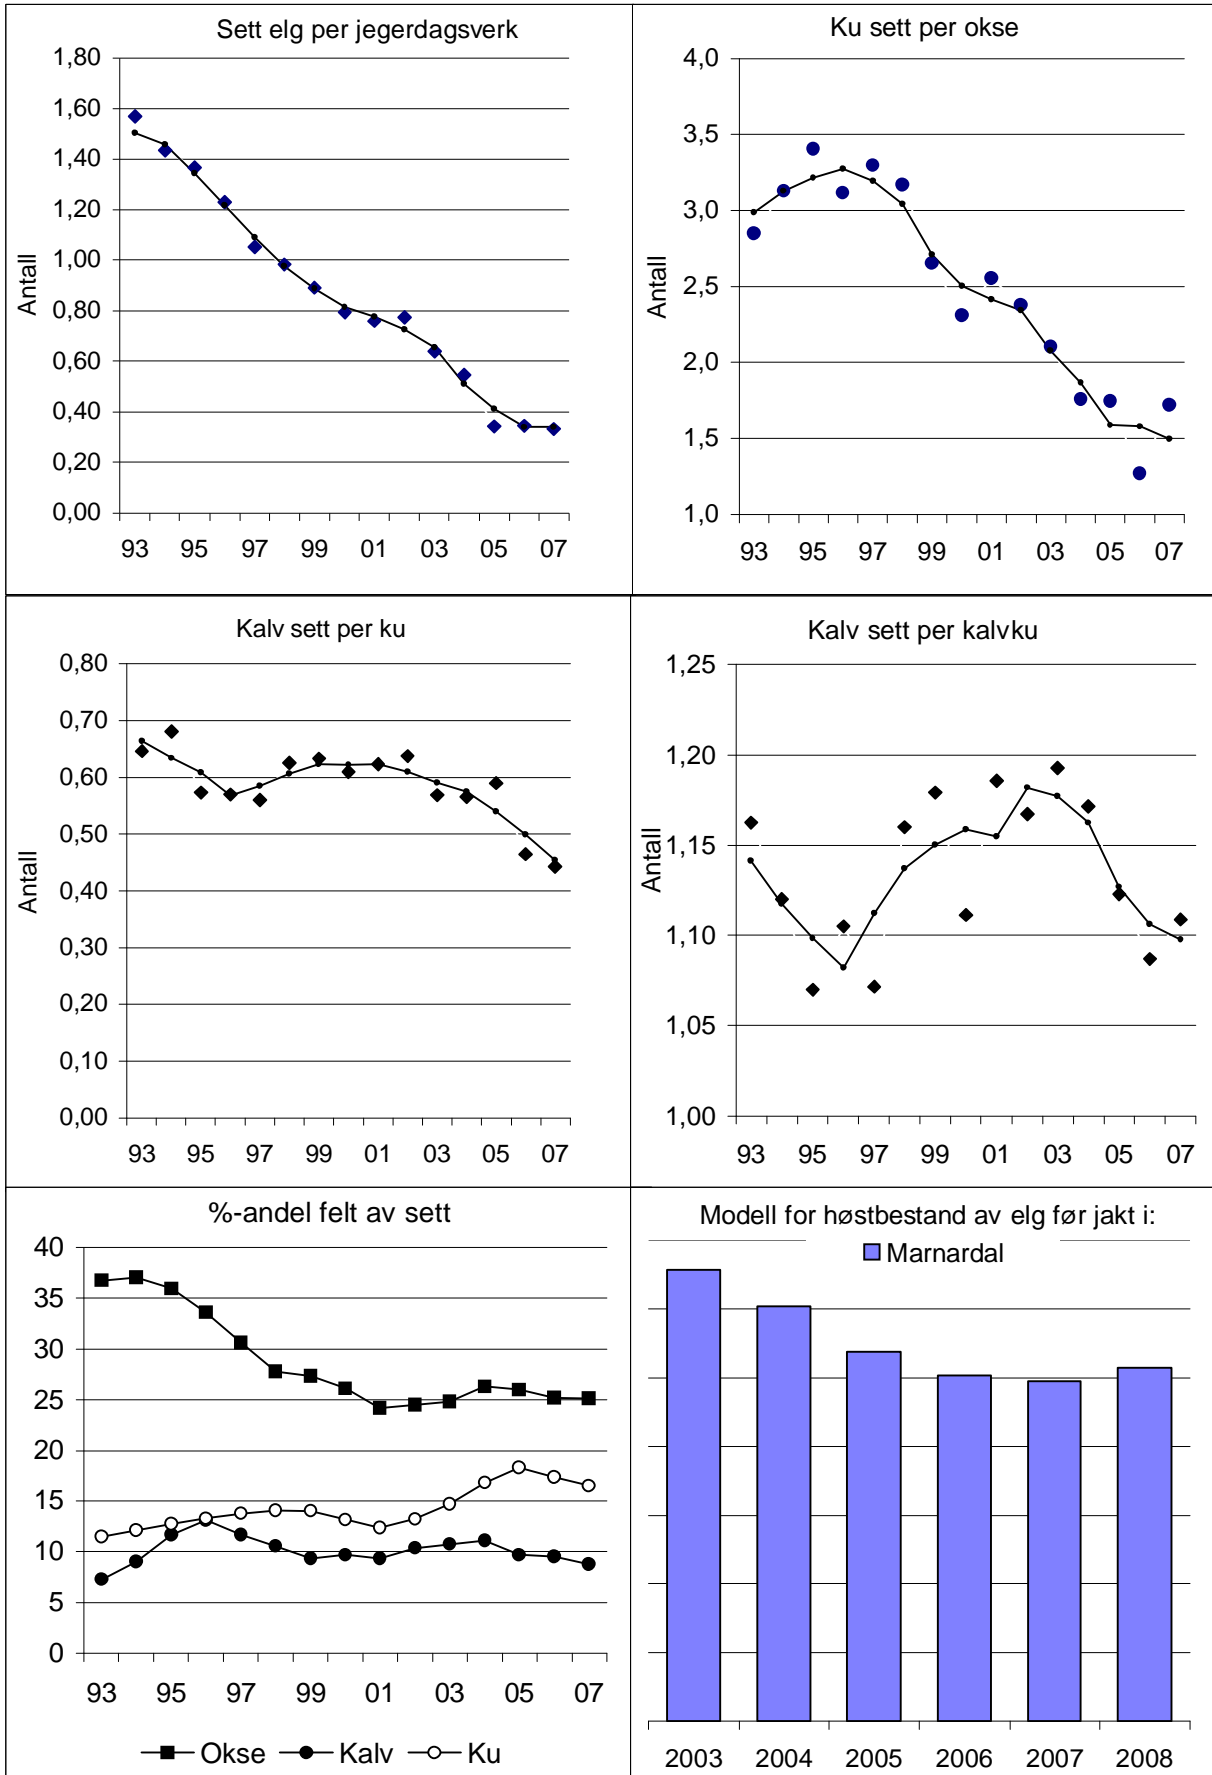 Sett elg per jegerdagsverk
1,80
1,60
1,40
1,20
1,00
0,80
0,60
0,40
0,20
0,00
Antall
93 95 97 99 01 03 05 07
Ku sett per okse
4,0
3,5
3,0
2,5
2,0
1,5
1,0
Antall
93 95 97 99 01 03 05 07
Kalv sett per ku
0,80
0,70
0,60
0,50
0,40
0,30
0,20
0,10
0,00
Antall
93 95 97 99 01 03 05 07
Kalv sett per kalvku
1,25
1,20
1,15
1,10
1,05
1,00
Antall
93 95 97 99 01 03 05 07
%-andel felt av sett
40
35
30
25
20
15
10
5
0
93 95 97 99 01 03 05 07
Okse Kalv Ku
Modell for høstbestand av elg før jakt i:
Marnardal
2003 2004 2005 2006 2007 2008